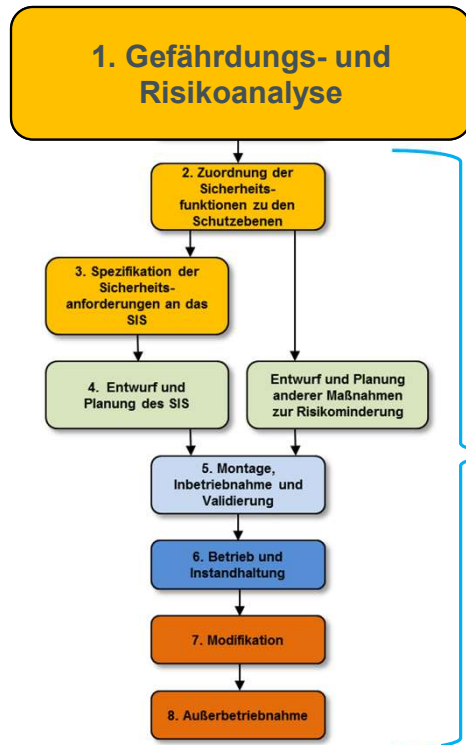 1. Gefährdungs- und
Risikoanalyse
2. Zuordnung der
Sicherheits-
funktionen zu den
Schutzebenen
3. Spezifikation der
Sicherheits-
anforderungen an das
SIS
4. Entwurf und
Planung des SIS
Entwurf und Planung
anderer Maßnahmen
zur Risikominderung
5. Montage,
Inbetriebnahme und
Validierung
6. Betrieb und
Instandhaltung
7. Modifikation
8. Außerbetriebnahme